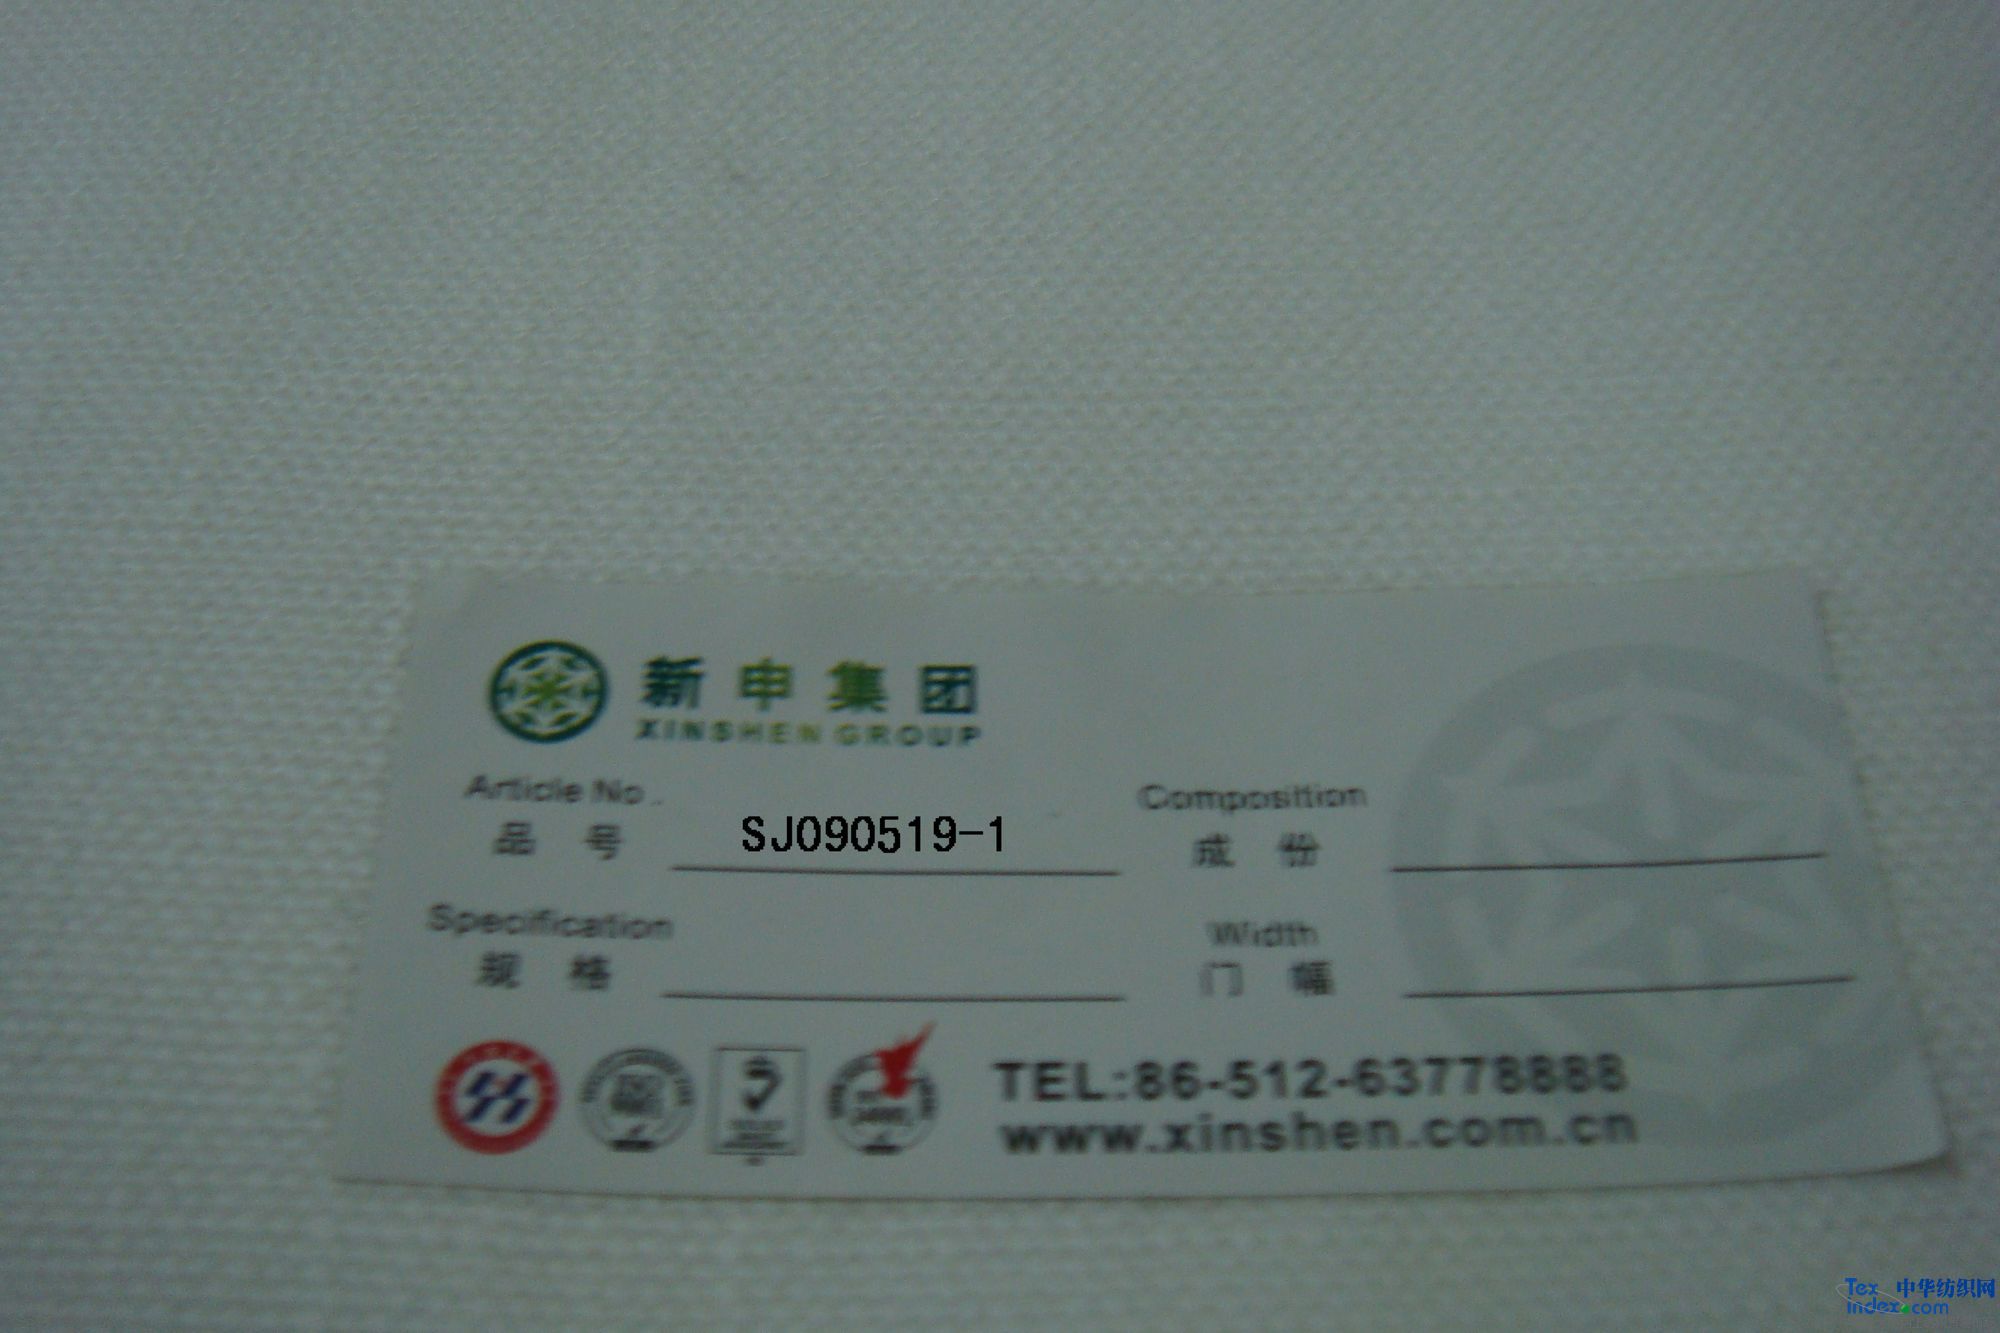 新申集团
XINSHEN GROUP
Article No.
品 号 SJ090519-1
Composition
成 份
Specification
规 格
Width
门 幅
TEL:86-512-63778888
www.xinshen.com.cn
Tex 中华纺织网
index.com